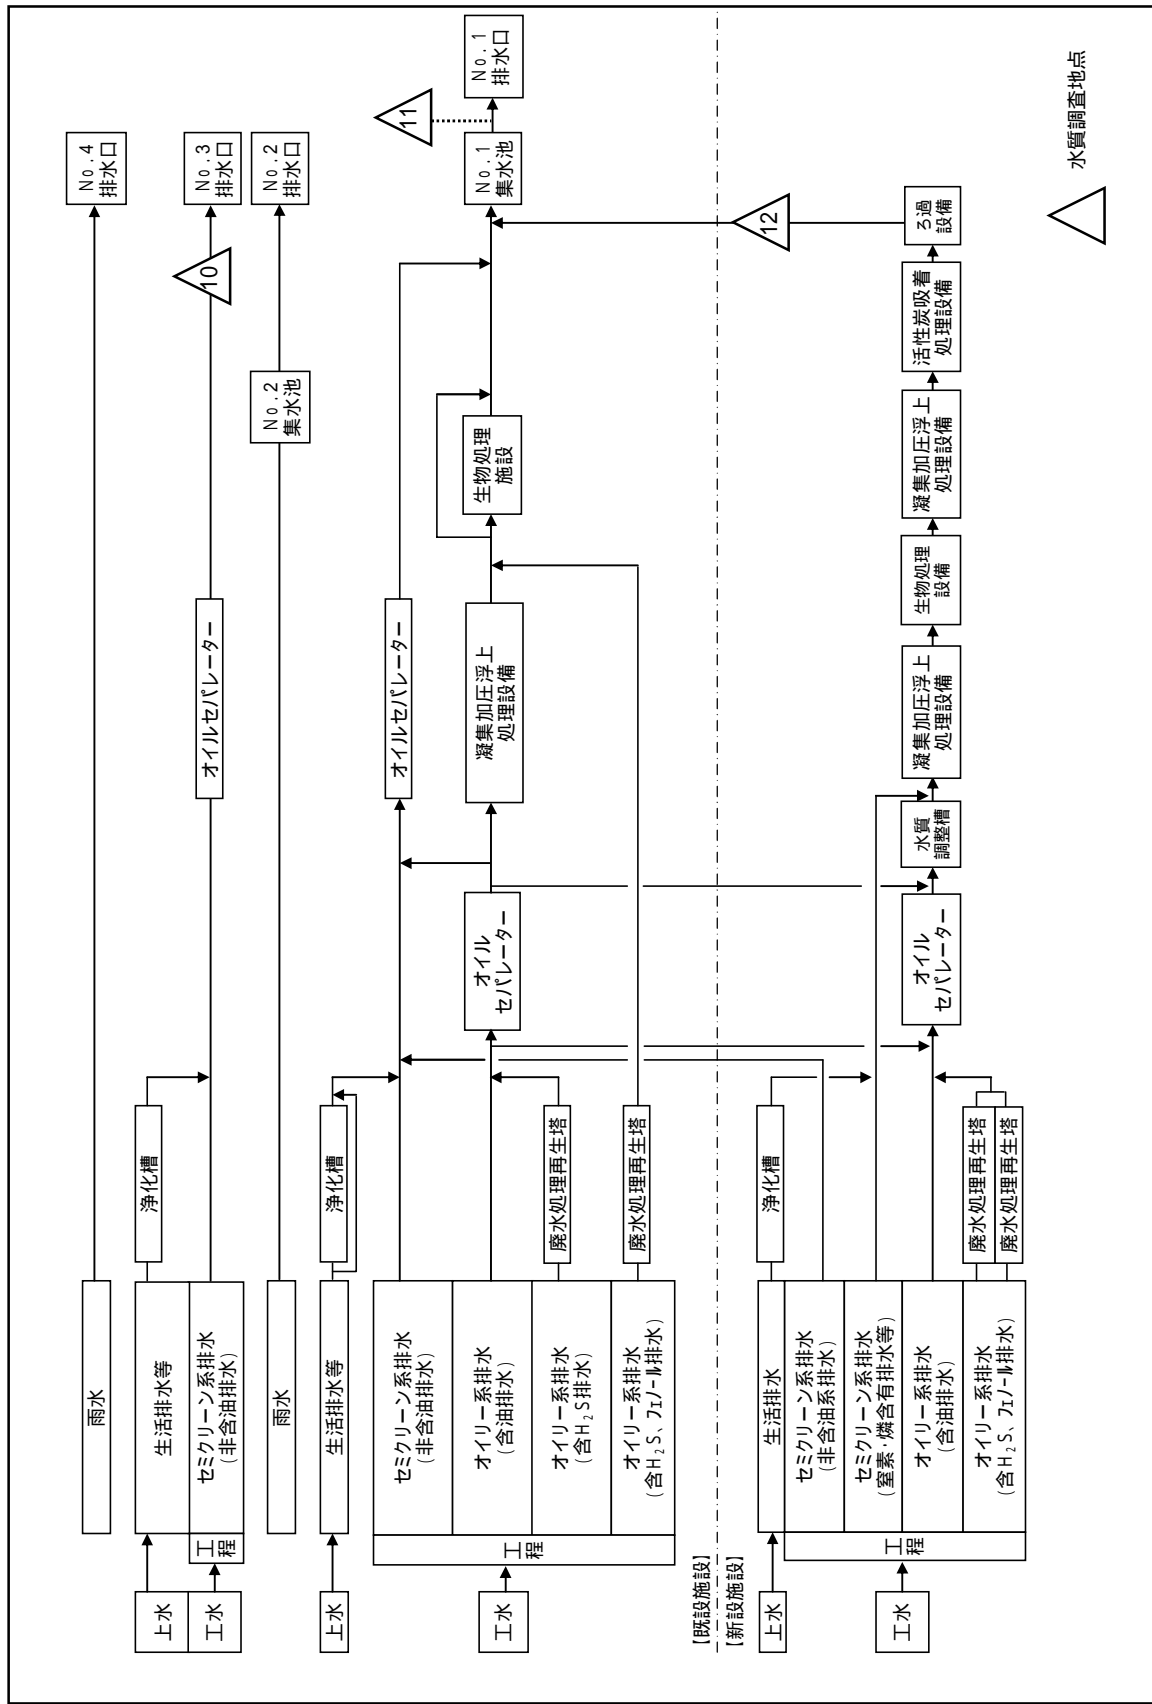 雨水
No.4
排水口
上水
工水
生活排水等
浄化槽
工程
セミクリーン系排水
(非含油排水)
オイルセパレーター
10
No.3
排水口
雨水
No.2
集水池
No.2
排水口
上水
生活排水等
浄化槽
工水
工程
セミクリーン系排水
(非含油排水)
オイルセパレーター
オイリー系排水
(含油排水)
オイル
セパレーター
凝集加圧浮上
処理設備
生物処理
施設
No.1
集水池
11
No.1
排水口
オイリー系排水
(含H₂S排水)
廃水処理再生塔
オイリー系排水
(含H₂S、フェノール排水)
廃水処理再生塔
【既設施設】
【新設施設】
上水
生活排水
浄化槽
工水
工程
セミクリーン系排水
(非含油系排水)
セミクリーン系排水
(窒素・燐含有排水等)
オイリー系排水
(含油排水)
オイル
セパレーター
水質
調整槽
凝集加圧浮上
処理設備
生物処理
設備
凝集加圧浮上
処理設備
活性炭吸着
処理設備
ろ過
設備
12
オイリー系排水
(含H₂S、フェノール排水)
廃水処理再生塔
廃水処理再生塔
水質調査地点